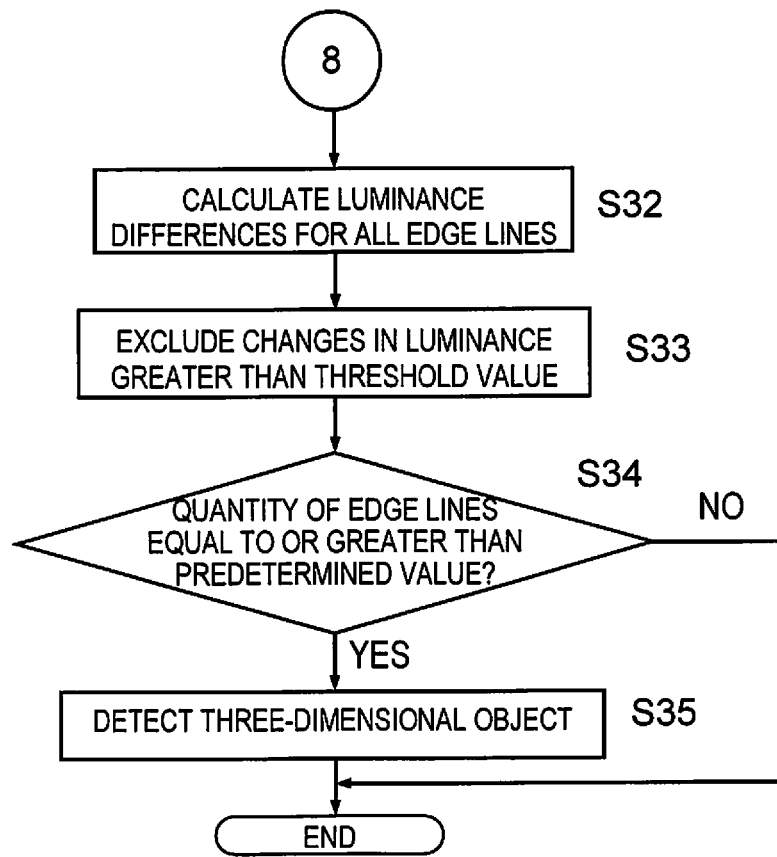 8
CALCULATE LUMINANCE
DIFFERENCES FOR ALL EDGE LINES
S32
EXCLUDE CHANGES IN LUMINANCE
GREATER THAN THRESHOLD VALUE
S33
S34
QUANTITY OF EDGE LINES
EQUAL TO OR GREATER THAN
PREDETERMINED VALUE?
NO
YES
DETECT THREE-DIMENSIONAL OBJECT
S35
END